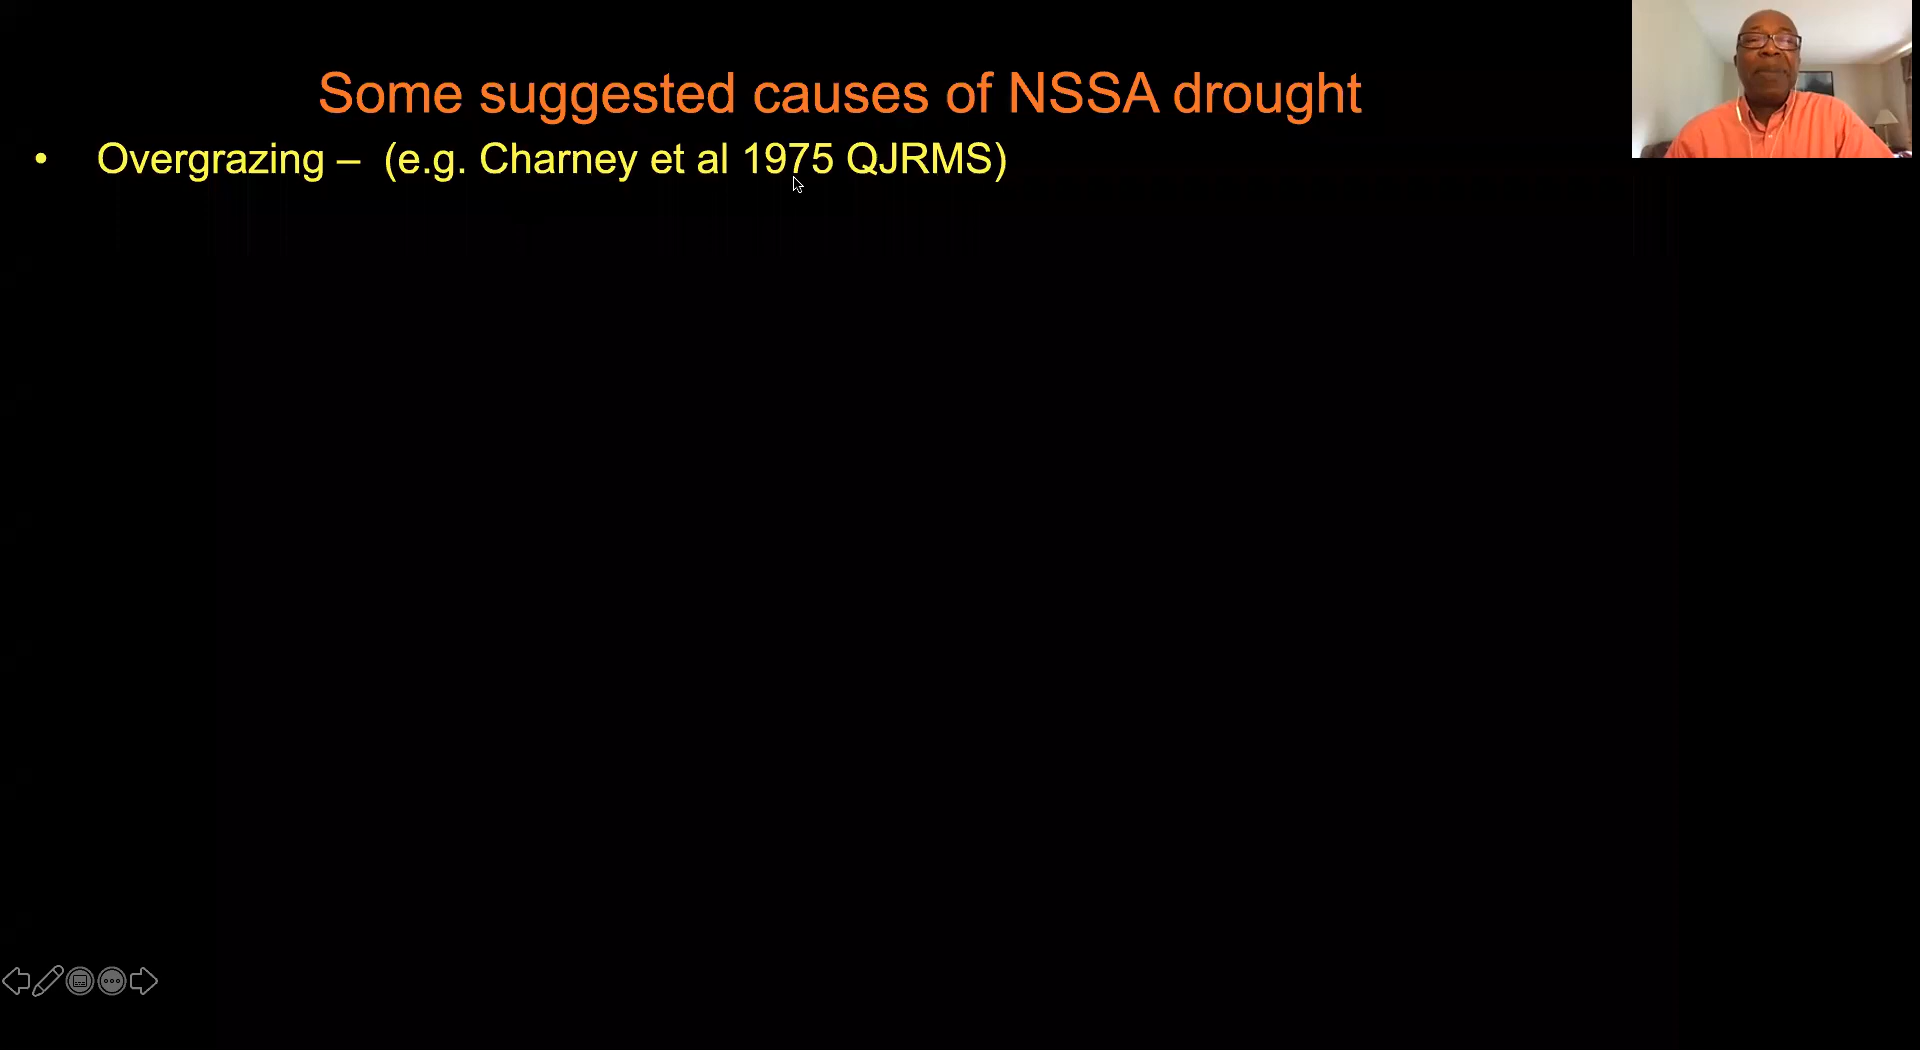 Some suggested causes of NSSA drought
• Overgrazing – (e.g. Charney et al 1975 QJRMS)